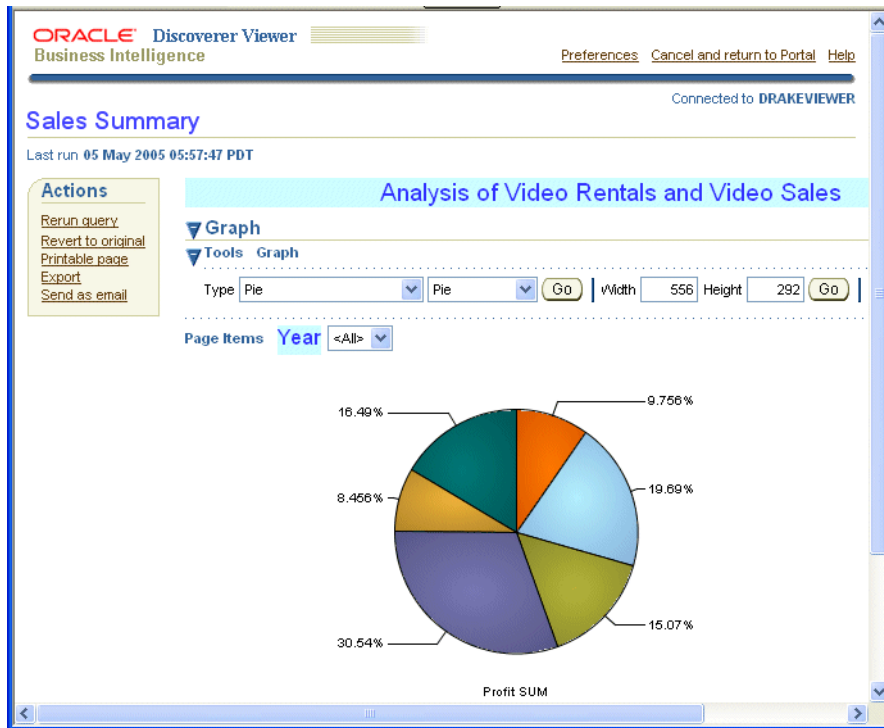 ORACLE Discoverer Viewer
Business Intelligence
Preferences Cancel and return to Portal Help
Connected to DRAKEVIEWER
Sales Summary
Last run 05 May 2005 05:57:47 PDT
Actions
Rerun query
Revert to original
Printable page
Export
Send as email
Analysis of Video Rentals and Video Sales
Graph
Tools Graph
Type Pie Pie Go Width 556 Height 292 Go
Page Items Year <All>
16.49% 9.756%
8.456% 19.69%
30.54% 15.07%
Profit SUM